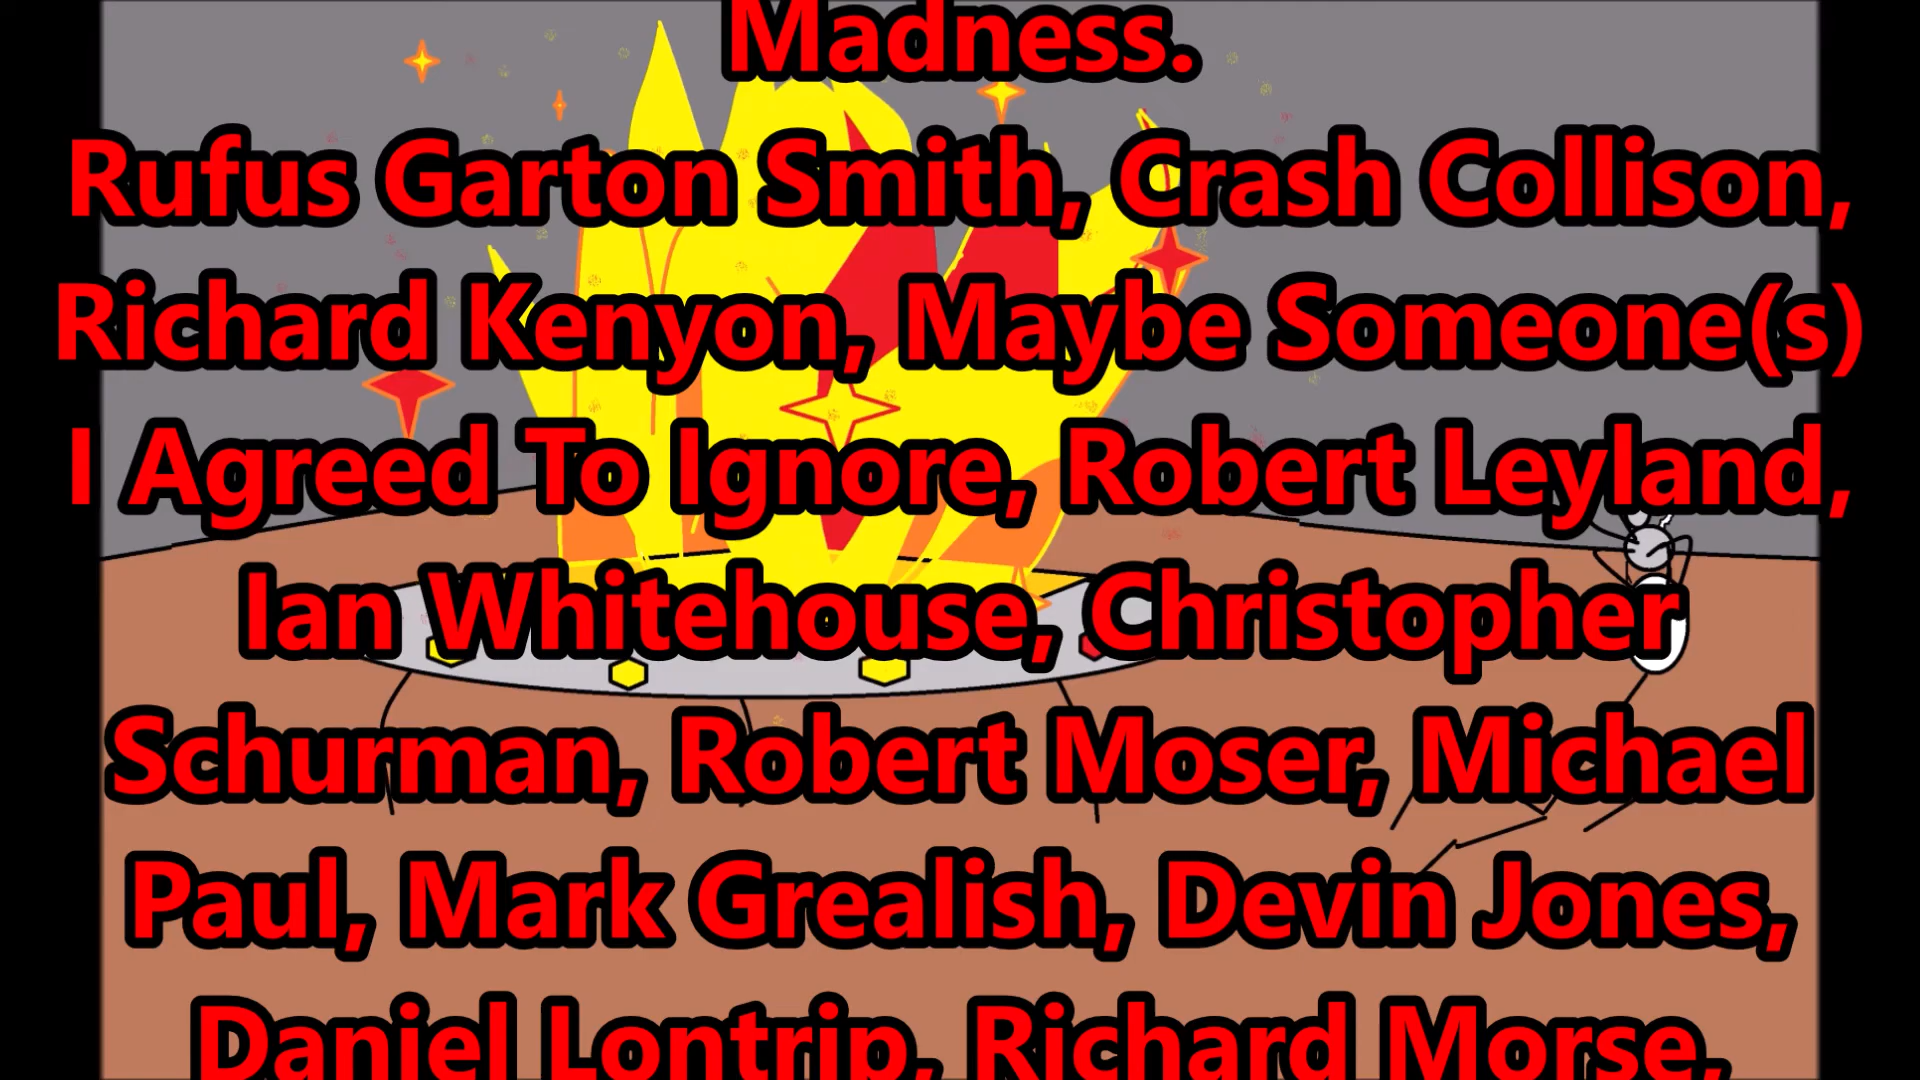 Madness.
Rufus Garton Smith, Crash Collison,
Richard Kenyon, Maybe Someone(s)
I Agreed To Ignore, Robert Leyland,
Ian Whitehouse, Christopher
Schurman, Robert Moser, Michael
Paul, Mark Grealish, Devin Jones,
Daniel Lontrip, Richard Morse,